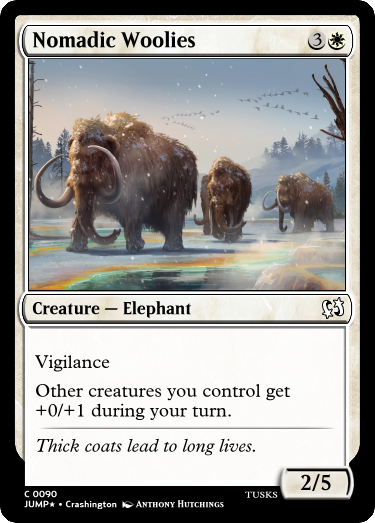 Nomadic Woolies 3
Creature — Elephant
Vigilance
Other creatures you control get
+0/+1 during your turn.
Thick coats lead to long lives.
2/5
C 0090
JUMP★ • Crashington Anthony Hutchings
TUSKS